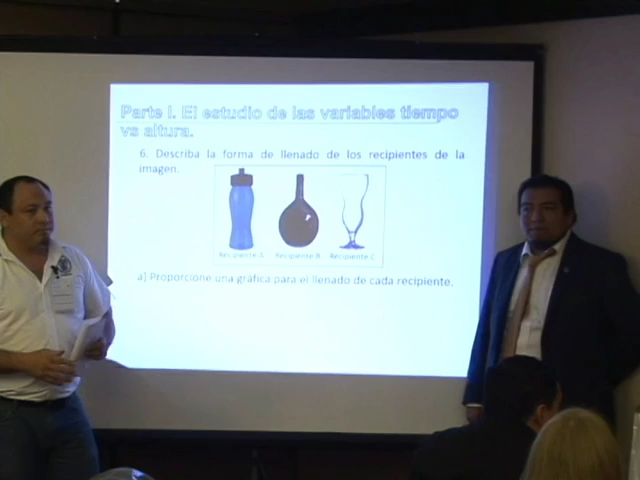 Parte I. El estudio de las variables tiempo
vs altura.
6. Describa la forma de llenado de los recipientes de la
imagen.
Recipiente A Recipiente B Recipiente C
a) Proporcione una gráfica para el llenado de cada recipiente.